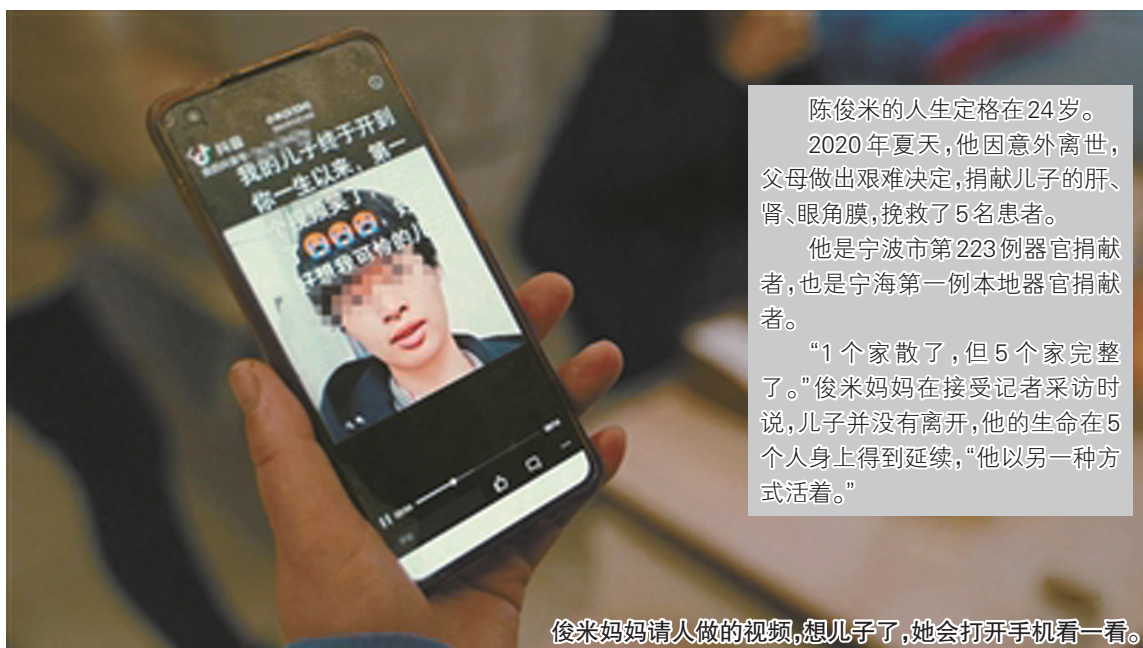 抖音
我的儿子终于开到
你一生以来，第一
陈俊米的人生定格在24岁。
2020年夏天，他因意外离世，
父母做出艰难决定，捐献儿子的肝、
肾、眼角膜，挽救了5名患者。
他是宁波市第223例器官捐献
者，也是宁海第一例本地器官捐献
者。
“1个家散了，但5个家完整
了。”俊米妈妈在接受记者采访时
说，儿子并没有离开，他的生命在5
个人身上得到延续，“他以另一种方
式活着。”
俊米妈妈请人做的视频，想儿子了，她会打开手机看一看。